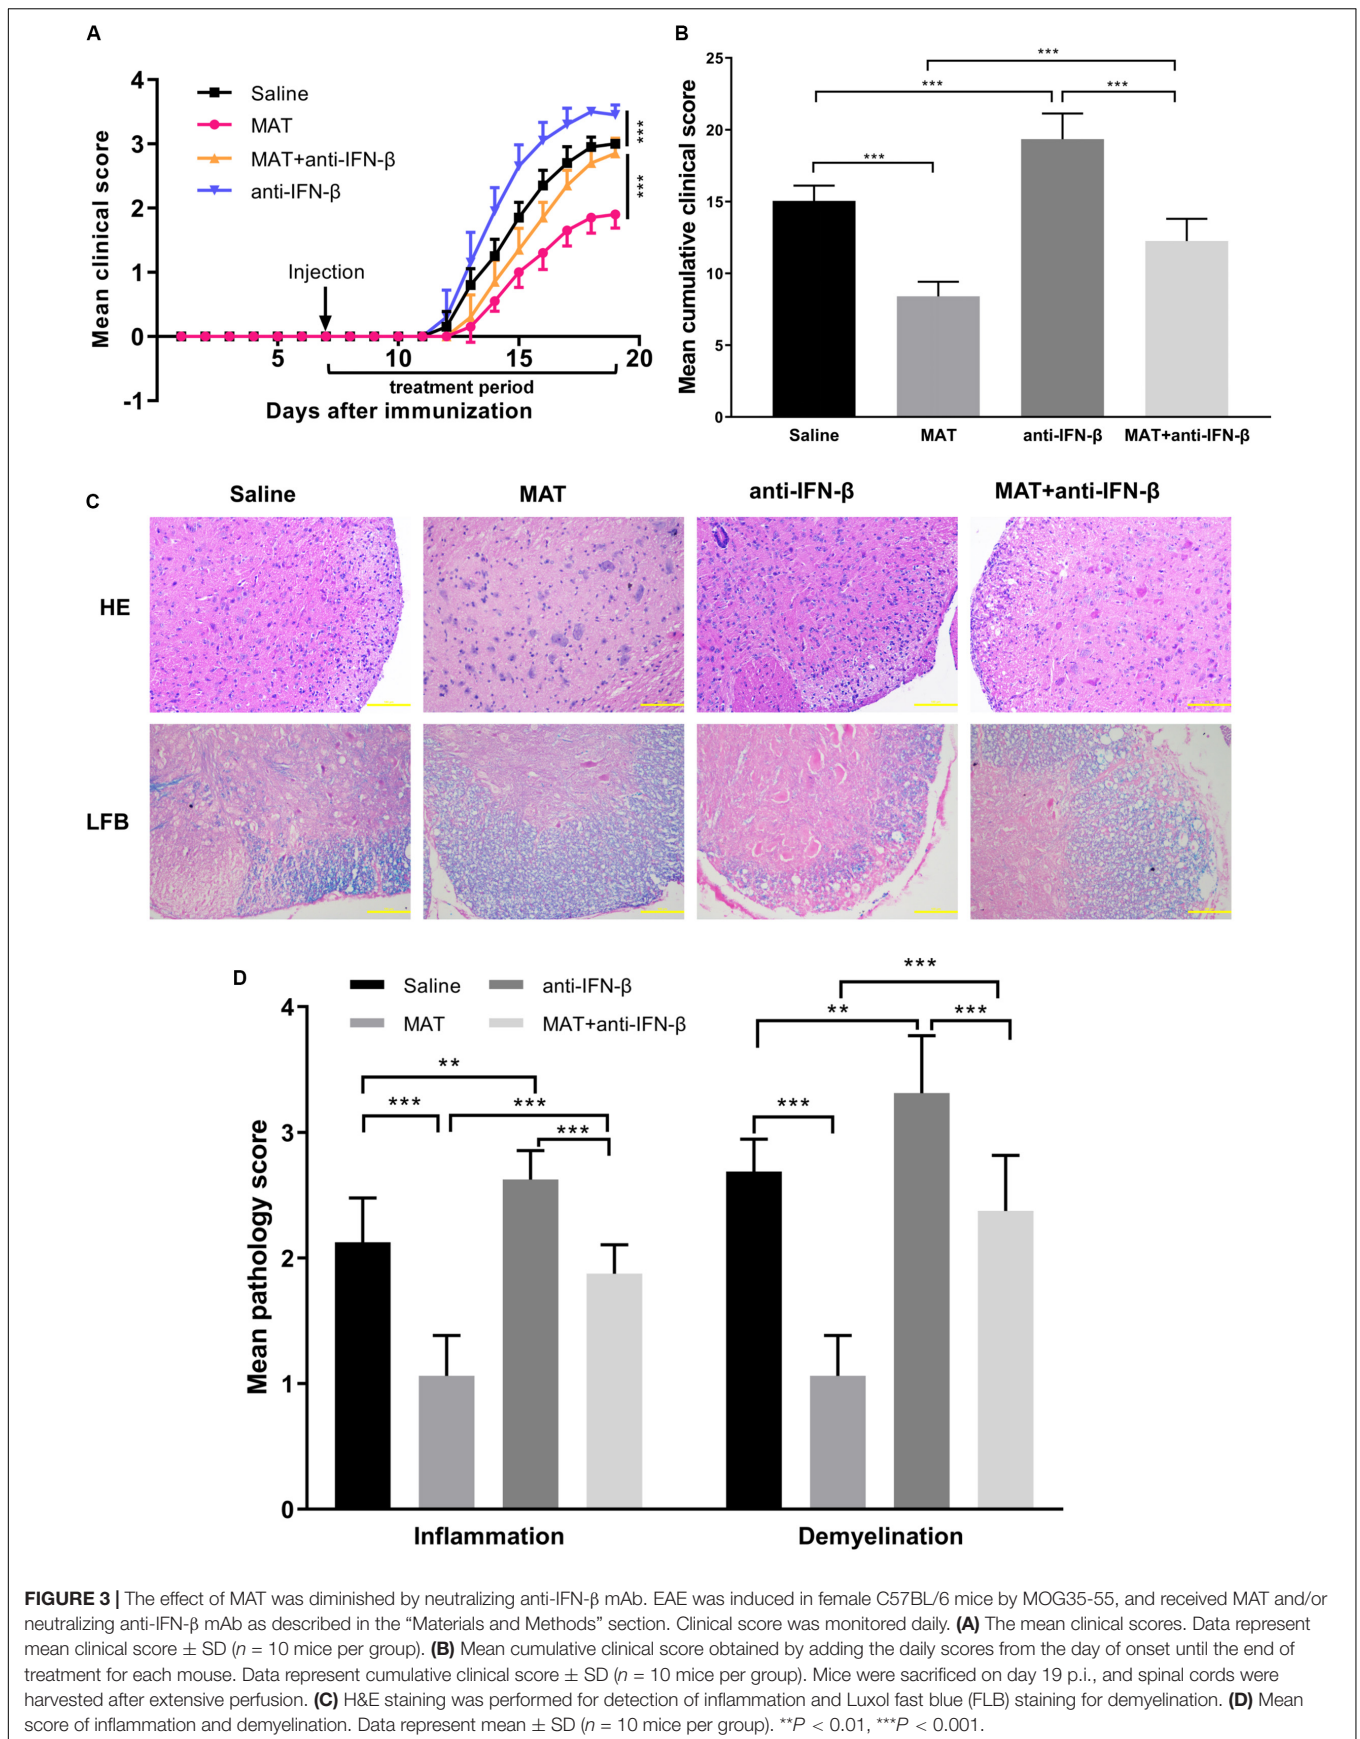 A
4
3
2
1
0
-1
Mean clinical score
Saline
MAT
MAT+anti-IFN-β
anti-IFN-β
Injection
***
***
5
10
15
20
treatment period
Days after immunization
B
25
20
15
10
5
0
Mean cumulative clinical score
***
***
***
***
Saline
MAT
anti-IFN-β
MAT+anti-IFN-β
C
Saline
MAT
anti-IFN-β
MAT+anti-IFN-β
HE
LFB
D
Saline
anti-IFN-β
MAT
MAT+anti-IFN-β
4
3
2
1
0
Mean pathology score
**
***
***
***
***
**
***
***
Inflammation
Demyelination
FIGURE 3 | The effect of MAT was diminished by neutralizing anti-IFN-β mAb. EAE was induced in female C57BL/6 mice by MOG35-55, and received MAT and/or
neutralizing anti-IFN-β mAb as described in the “Materials and Methods” section. Clinical score was monitored daily. (A) The mean clinical scores. Data represent
mean clinical score ± SD (n = 10 mice per group). (B) Mean cumulative clinical score obtained by adding the daily scores from the day of onset until the end of
treatment for each mouse. Data represent cumulative clinical score ± SD (n = 10 mice per group). Mice were sacrificed on day 19 p.i., and spinal cords were
harvested after extensive perfusion. (C) H&E staining was performed for detection of inflammation and Luxol fast blue (FLB) staining for demyelination. (D) Mean
score of inflammation and demyelination. Data represent mean ± SD (n = 10 mice per group). **P < 0.01, ***P < 0.001.